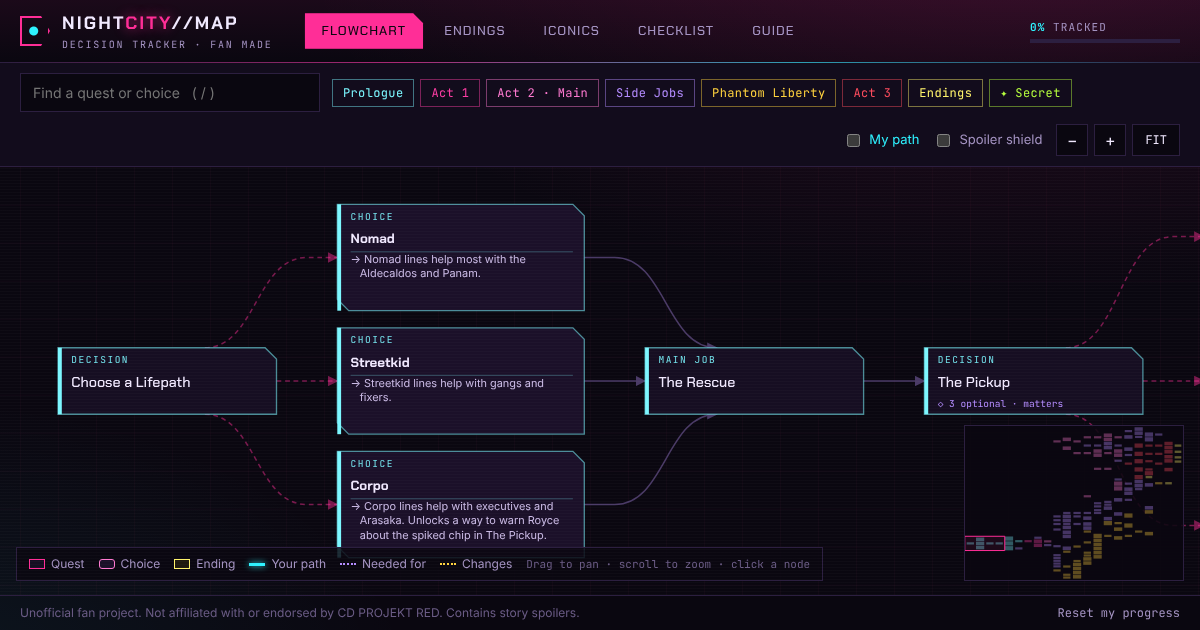 NIGHTCITY//MAP
DECISION TRACKER · FAN MADE
FLOWCHART
ENDINGS
ICONICS
CHECKLIST
GUIDE
0% TRACKED
Find a quest or choice ( / )
Prologue
Act 1
Act 2 · Main
Side Jobs
Phantom Liberty
Act 3
Endings
✦ Secret
My path
Spoiler shield
−
+
FIT
CHOICE
Nomad
→ Nomad lines help most with the
Aldecaldos and Panam.
CHOICE
Streetkid
→ Streetkid lines help with gangs and
fixers.
DECISION
Choose a Lifepath
MAIN JOB
The Rescue
DECISION
The Pickup
◇ 3 optional · matters
CHOICE
Corpo
→ Corpo lines help with executives and
Arasaka. Unlocks a way to warn Royce
about the spiked chip in The Pickup.
Quest
Choice
Ending
Your path
Needed for
Changes
Drag to pan · scroll to zoom · click a node
Unofficial fan project. Not affiliated with or endorsed by CD PROJEKT RED. Contains story spoilers.
Reset my progress